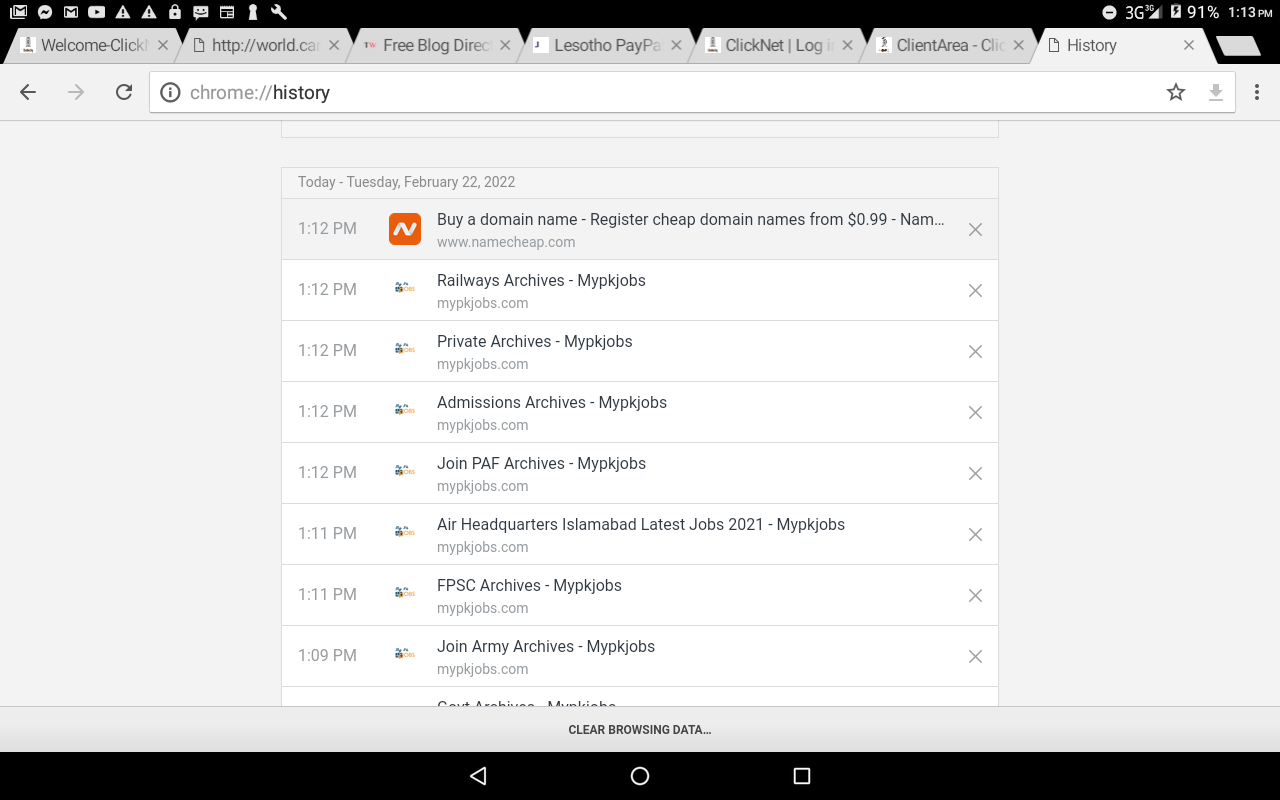 3G 3G 91% 1:13 PM
Welcome-Click
http://world.ca
Free Blog Direc
Lesotho PayPa
ClickNet | Log i
ClientArea - Clic
History
chrome://history
Today - Tuesday, February 22, 2022
1:12 PM
Buy a domain name - Register cheap domain names from $0.99 - Nam…
www.namecheap.com
1:12 PM
Railways Archives - Mypkjobs
mypkjobs.com
1:12 PM
Private Archives - Mypkjobs
mypkjobs.com
1:12 PM
Admissions Archives - Mypkjobs
mypkjobs.com
1:12 PM
Join PAF Archives - Mypkjobs
mypkjobs.com
1:11 PM
Air Headquarters Islamabad Latest Jobs 2021 - Mypkjobs
mypkjobs.com
1:11 PM
FPSC Archives - Mypkjobs
mypkjobs.com
1:09 PM
Join Army Archives - Mypkjobs
mypkjobs.com
Govt Archives - Mypkjobs
CLEAR BROWSING DATA…